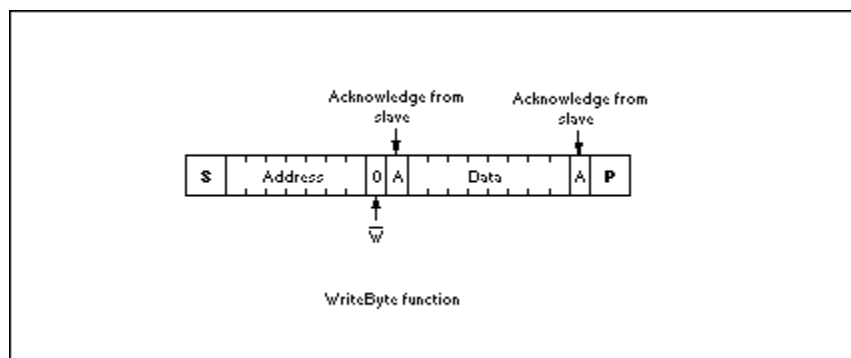 Acknowledge from
slave
Acknowledge from
slave
S Address 0 A Data A P
W̅
WriteByte function